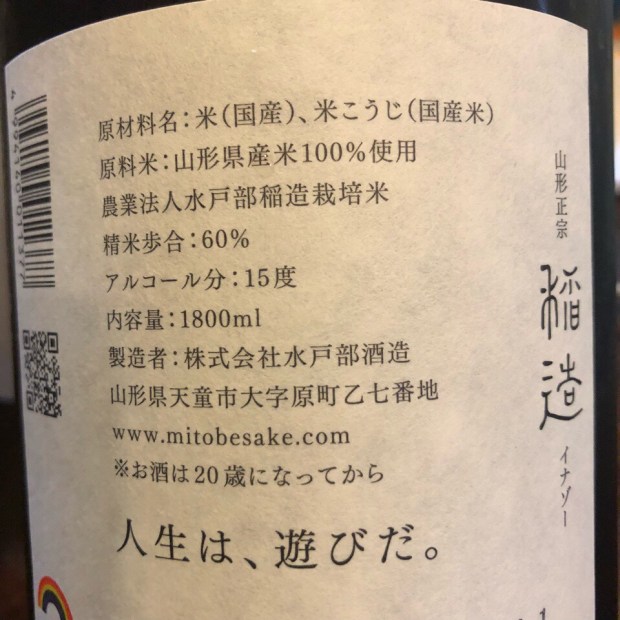 原材料名：米（国産）、米こうじ（国産米）
原料米：山形県産米100%使用
農業法人水戸部稲造栽培米
精米歩合：60%
アルコール分：15度
内容量：1800ml
製造者：株式会社水戸部酒造
山形県天童市大字原町乙七番地
www.mitobesake.com
※お酒は20歳になってから
人生は、遊びだ。
山形正宗
稲造
イナゾー